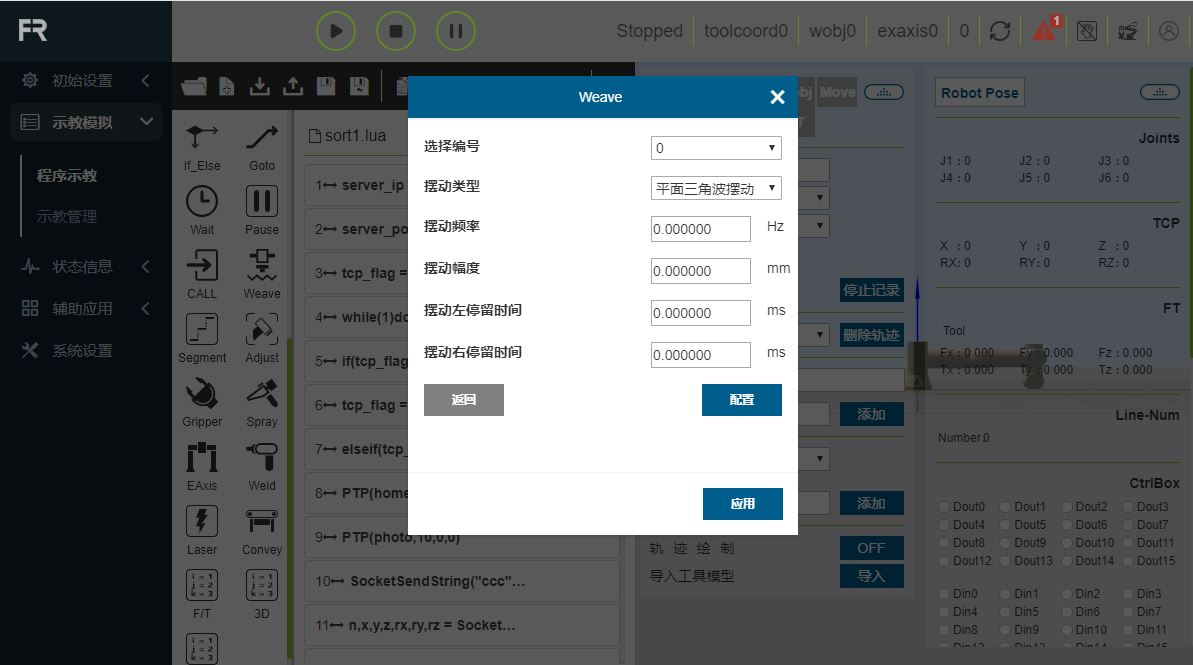 FR
Stopped
toolcoord0
wobj0
exaxis0
0
1
初始设置
示教模拟
程序示教
示教管理
状态信息
辅助应用
系统设置
If_Else
Goto
Wait
Pause
CALL
Weave
Segment
Adjust
Gripper
Spray
EAxis
Weld
Laser
Convey
F/T
3D
sort1.lua
1 server_ip
2 server_po
3 tcp_flag =
4 while(1)do
5 if(tcp_flag
6 tcp_flag =
7 elseif(tcp_
8 PTP(home
9 PTP(photo,10,0,0)
10 SocketSendString("ccc"...
11 n,x,y,z,rx,ry,rz = Socket...
Weave
选择编号
0
摆动类型
平面三角波摆动
摆动频率
0.000000
Hz
摆动幅度
0.000000
mm
摆动左停留时间
0.000000
ms
摆动右停留时间
0.000000
ms
返回
配置
应用
bj
Move
T
停止记录
删除轨迹
添加
添加
轨迹绘制
OFF
导入工具模型
导入
Robot Pose
Joints
J1 : 0
J2 : 0
J3 : 0
J4 : 0
J5 : 0
J6 : 0
TCP
X : 0
Y : 0
Z : 0
RX: 0
RY: 0
RZ: 0
FT
Tool
Fx : 0.000
Fy : 0.000
Fz : 0.000
Tx : 0.000
Ty : 0.000
Tz : 0.000
Line-Num
Number:0
CtrlBox
Dout0
Dout1
Dout2
Dout3
Dout4
Dout5
Dout6
Dout7
Dout8
Dout9
Dout10
Dout11
Dout12
Dout13
Dout14
Dout15
Din0
Din1
Din2
Din3
Din4
Din5
Din6
Din7
Din8
Din9
Din10
Din11